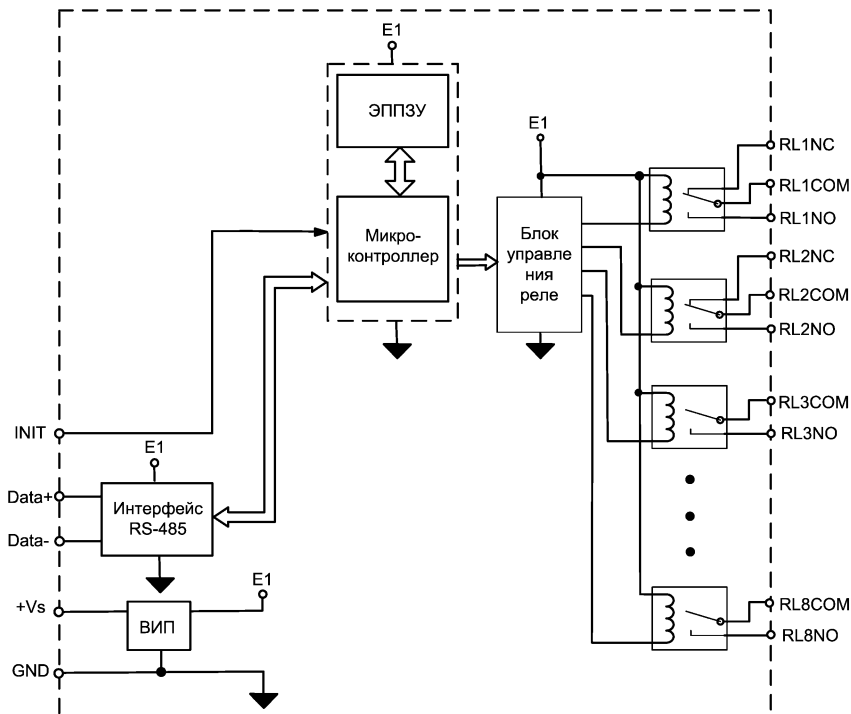 E1
ЭППЗУ
Микро-
контроллер
E1
Блок
управле
ния
реле
RL1NC
RL1COM
RL1NO
RL2NC
RL2COM
RL2NO
RL3COM
RL3NO
INIT
E1
Data+
Data-
Интерфейс
RS-485
+Vs
E1
ВИП
GND
RL8COM
RL8NO